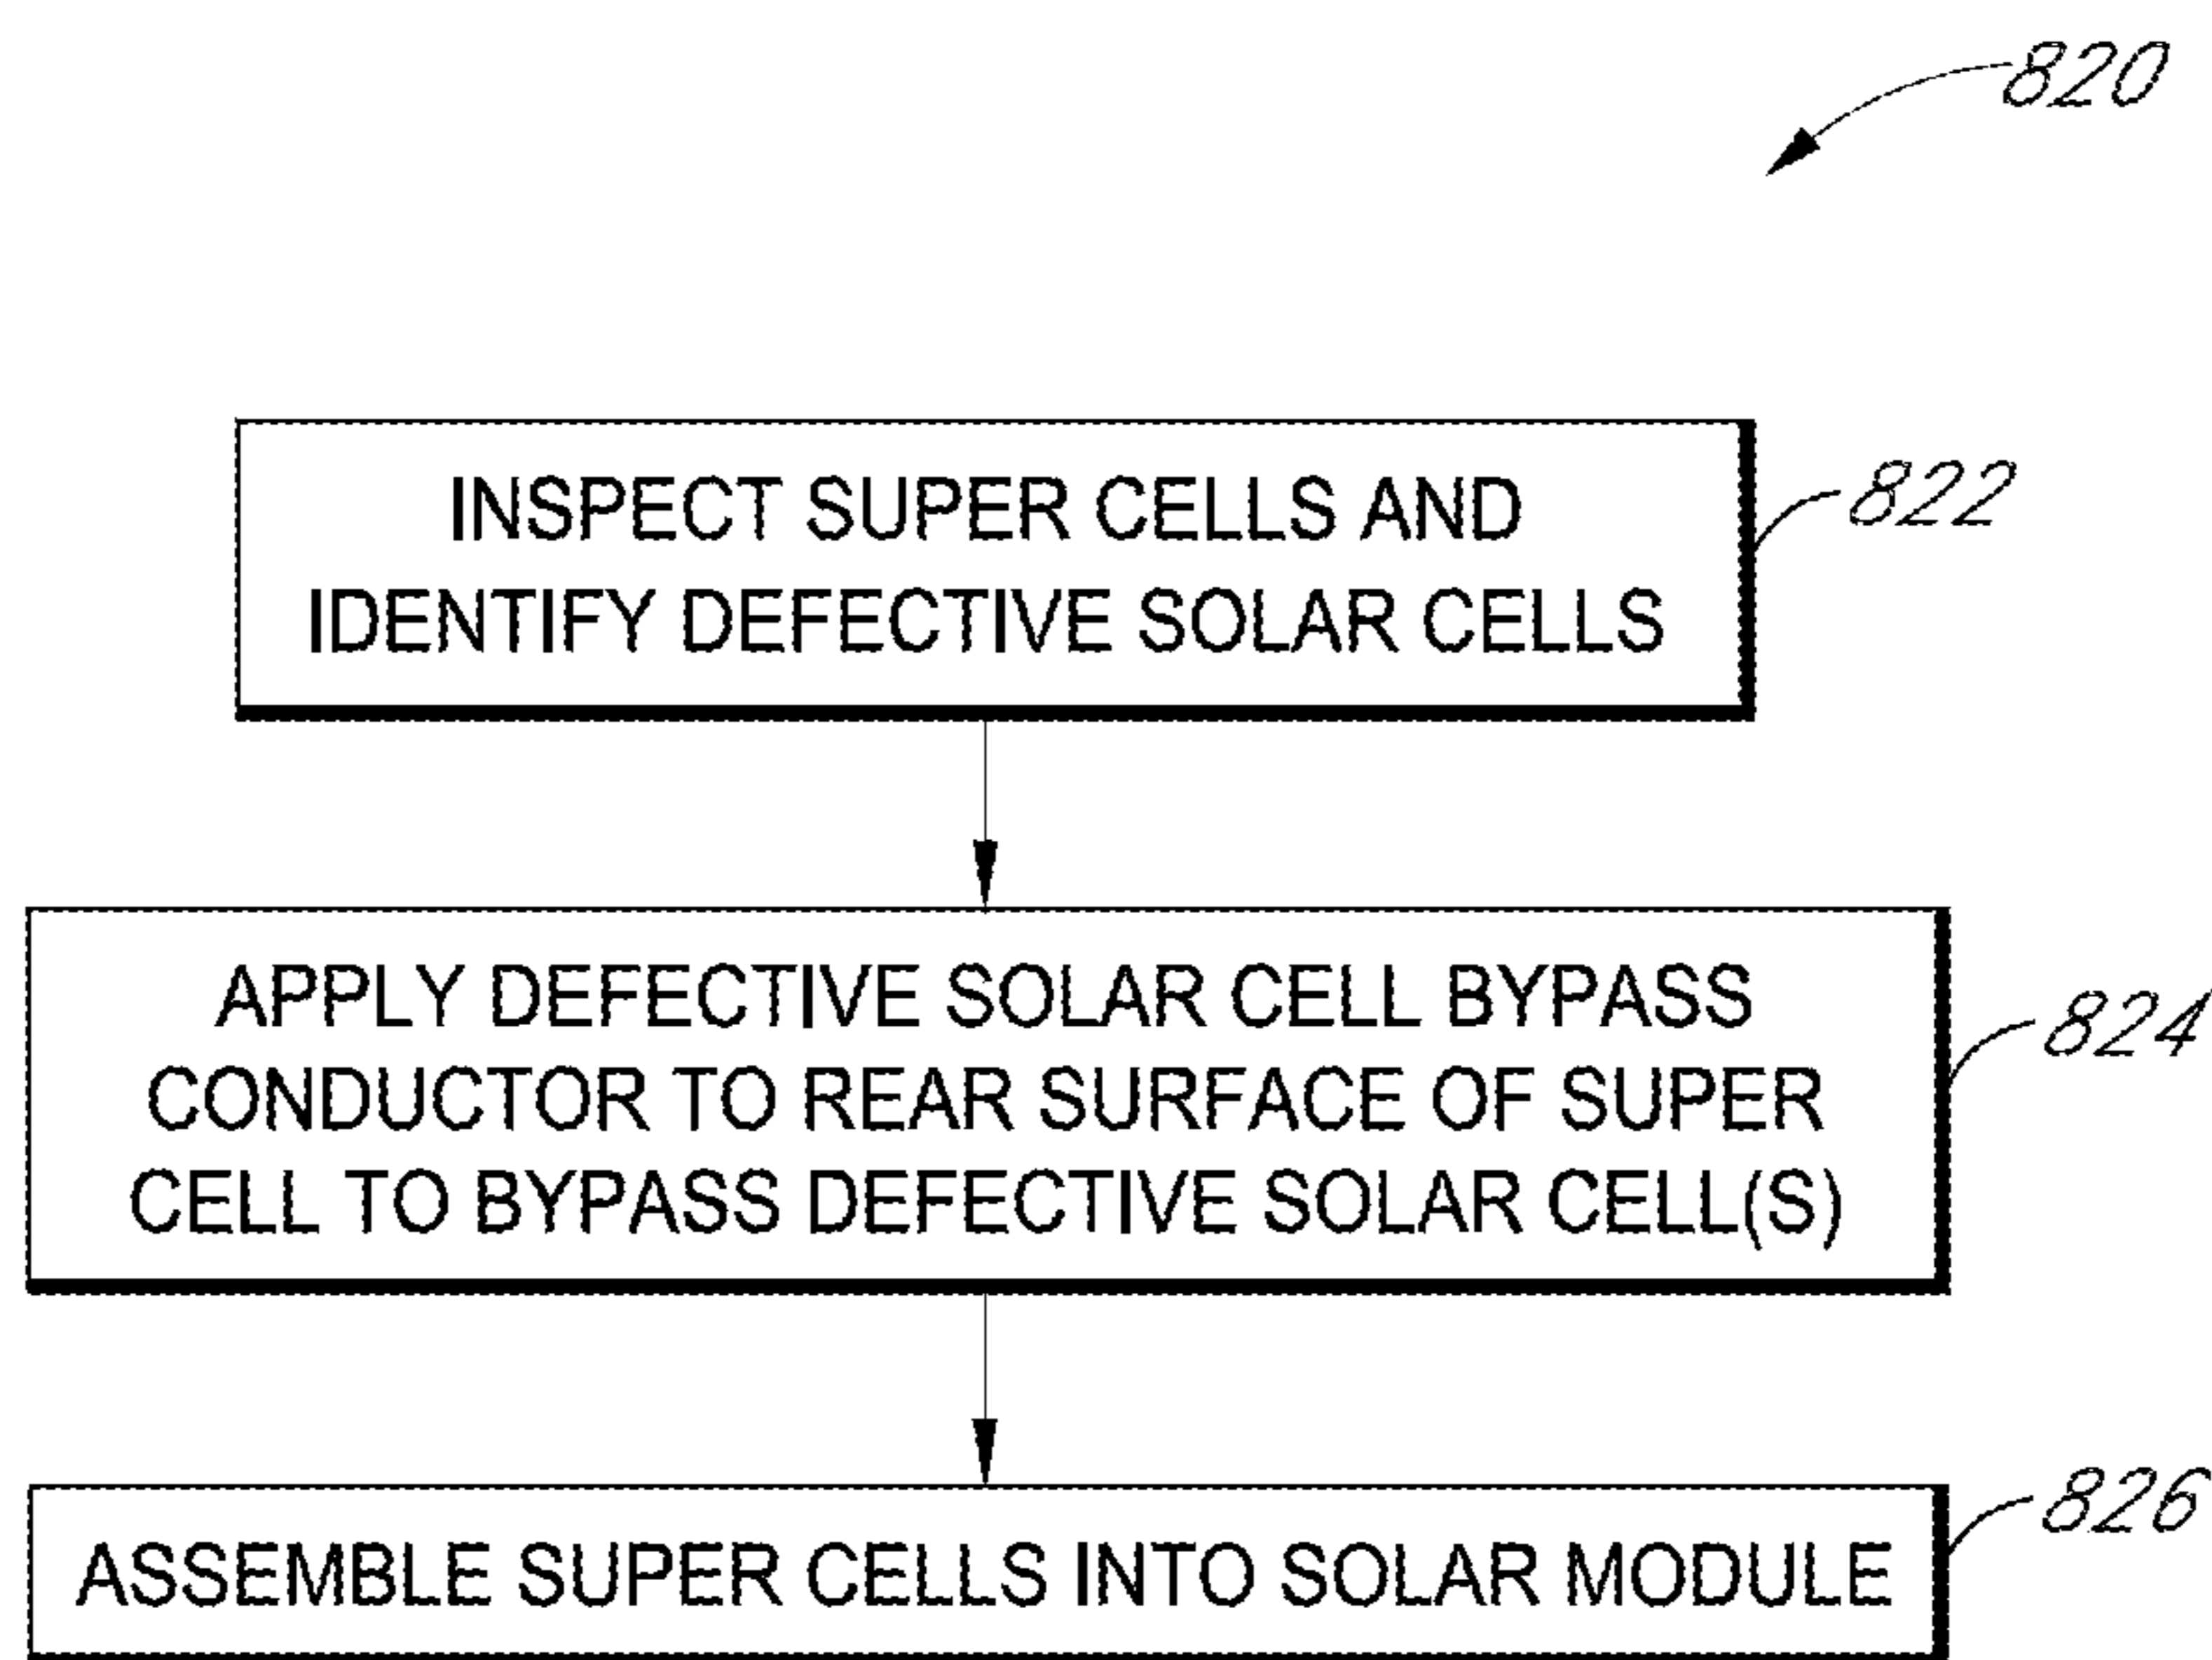 820
INSPECT SUPER CELLS AND
IDENTIFY DEFECTIVE SOLAR CELLS
822
APPLY DEFECTIVE SOLAR CELL BYPASS
CONDUCTOR TO REAR SURFACE OF SUPER
CELL TO BYPASS DEFECTIVE SOLAR CELL(S)
824
ASSEMBLE SUPER CELLS INTO SOLAR MODULE
826